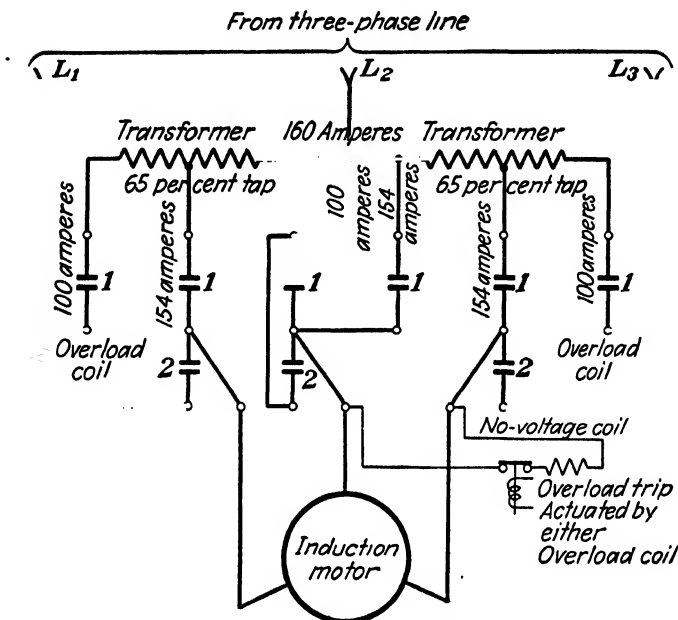 From three-phase line
L1 L2 L3
Transformer 160 Amperes Transformer
65 per cent tap 65 per cent tap
100 amperes
154 amperes
100 amperes
154 amperes
154 amperes
100 amperes
1 1 1 1 1 1
Overload coil
2 2 2
Overload coil
No-voltage coil
Overload trip
Actuated by
either
Overload coil
Induction
motor